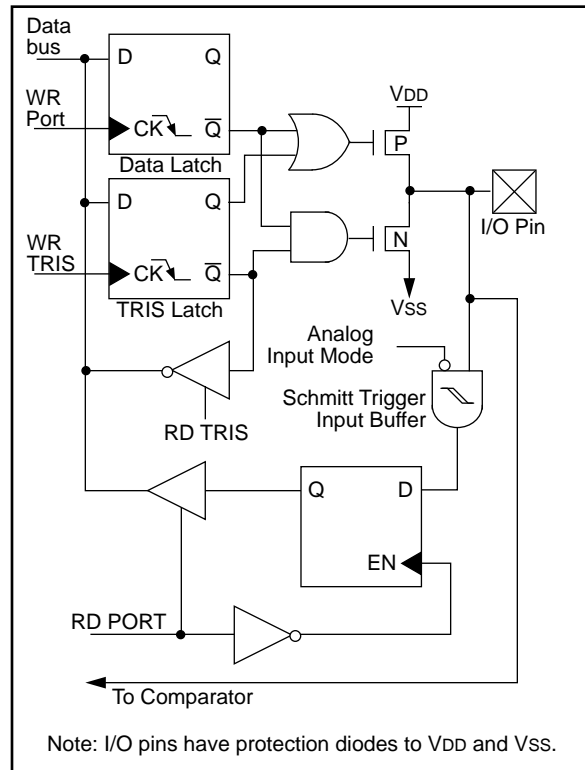 Data
bus
D
Q
VDD
WR
Port
CK
Q
P
Data Latch
D
Q
I/O Pin
WR
TRIS
CK
Q
N
TRIS Latch
VSS
Analog
Input Mode
Schmitt Trigger
Input Buffer
RD TRIS
Q
D
EN
RD PORT
To Comparator
Note: I/O pins have protection diodes to VDD and VSS.